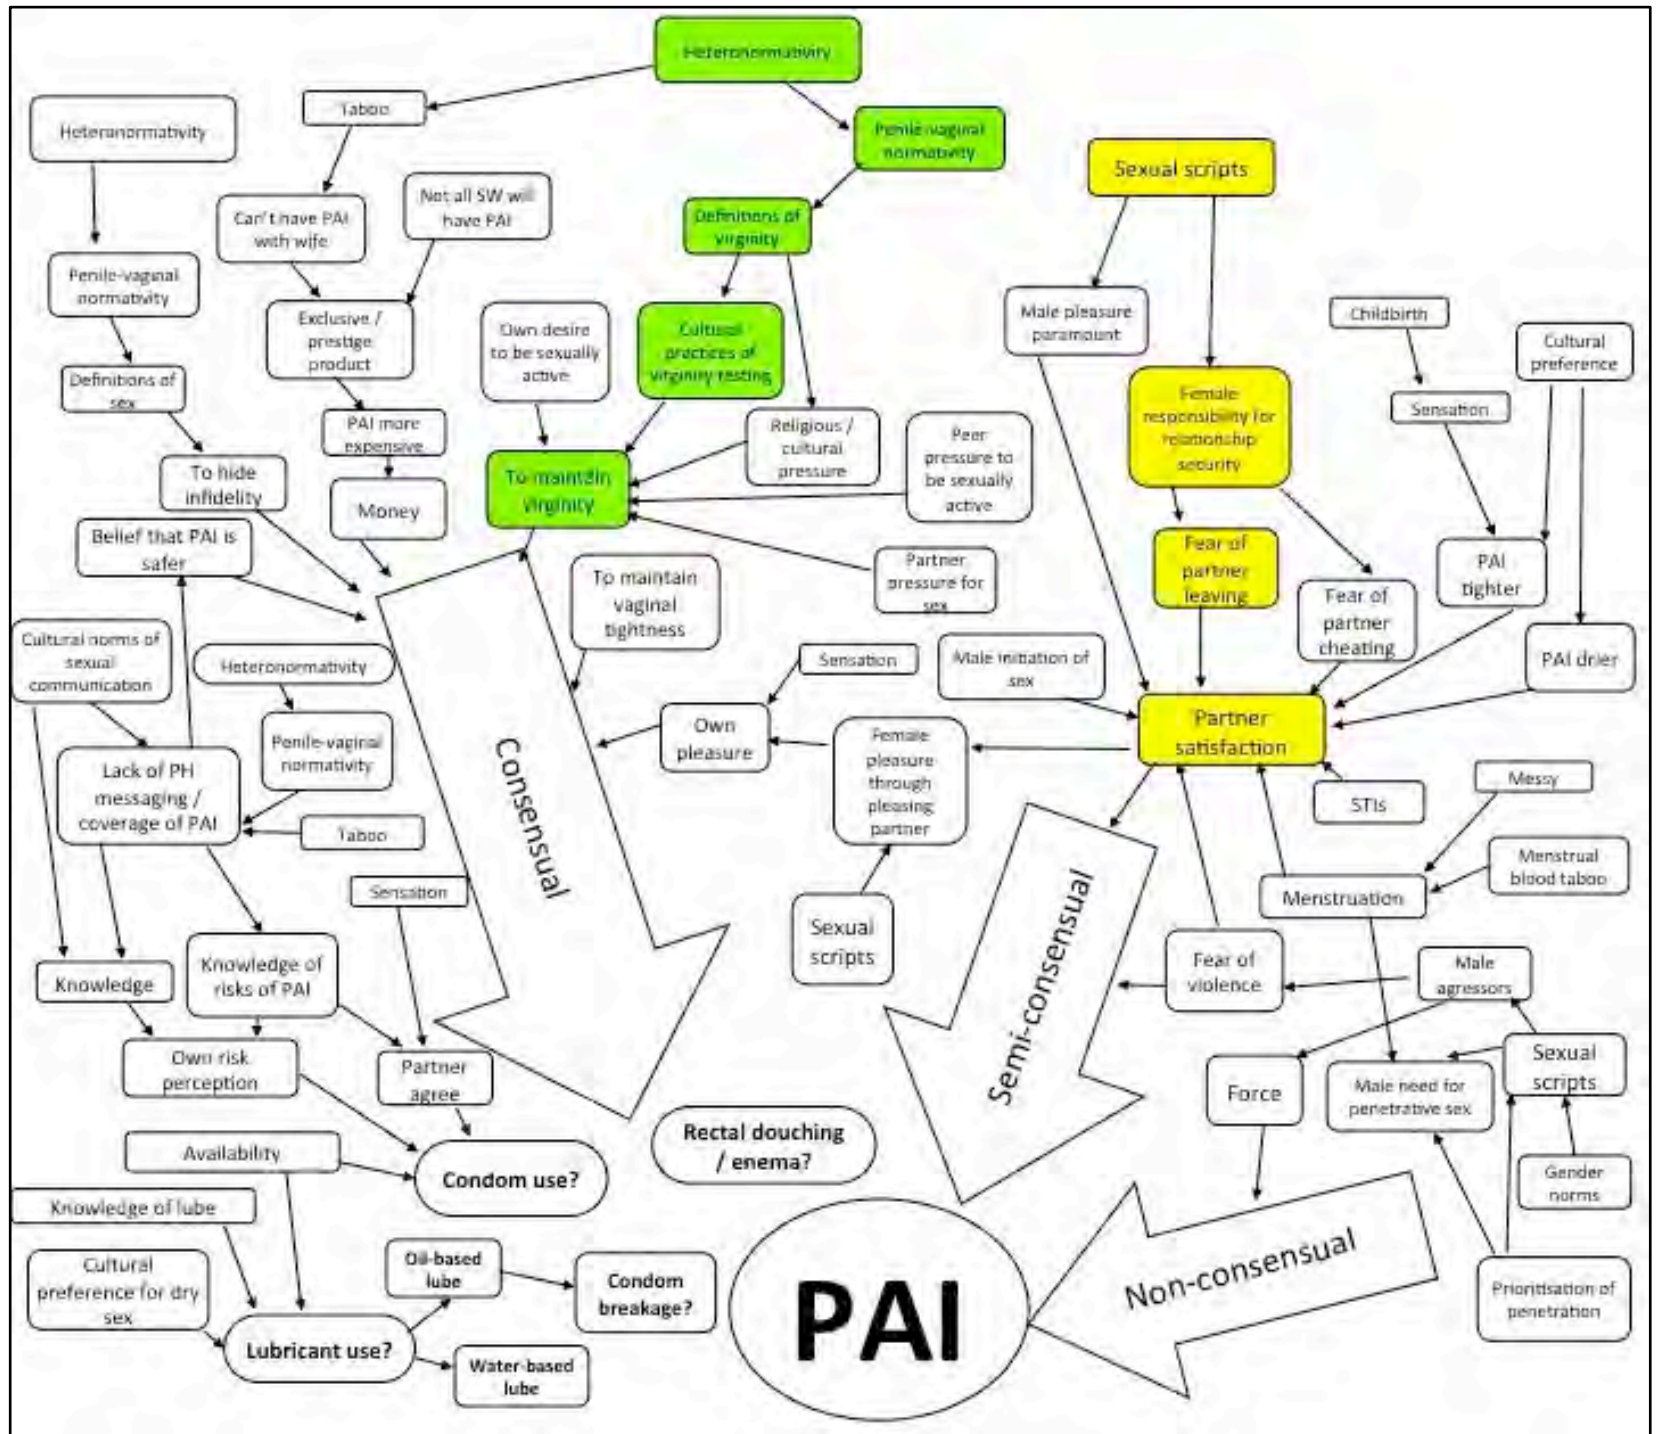 Heteronormativity
Taboo
Heteranormativity
Penile-vaginal
normativity
Sexual scripts
Not all SW will
have PAI
Can't have PAI
with wife
Definitions of
virginity
Penile-vaginal
normativity
Exclusive /
prestige
product
Own desire
to be sexually
active
Cultural
practices of
virginity testing
Male pleasure
paramount
Childbirth
Cultural
preference
Definitions of
sex
PAI more
expensive
Religious /
cultural
pressure
Peer
pressure to
be sexually
active
Female
responsibility for
relationship
security
Sensation
To hide
infidelity
Money
To maintain
virginity
Belief that PAI is
safer
To maintain
vaginal
tightness
Partner
pressure for
sex
Fear of
partner
leaving
Fear of
partner
cheating
PAI
tighter
PAI drier
Cultural norms of
sexual
communication
Heteronormativity
Sensation
Male initiation of
sex
Partner
satisfaction
Penile-vaginal
normativity
Own
pleasure
Female
pleasure
through
pleasing
partner
Lack of PH
messaging /
coverage of PAI
Taboo
Consensual
STIs
Messy
Menstrual
blood taboo
Menstruation
Sensation
Sexual
scripts
Semi-consensual
Fear of
violence
Male
agressors
Knowledge
Knowledge of
risks of PAI
Own risk
perception
Partner
agree
Force
Male need for
penetrative sex
Sexual
scripts
Rectal douching
/ enema?
Availability
Condom use?
Gender
norms
Knowledge of lube
Cultural
preference for dry
sex
Oil-based
lube
Condom
breakage?
Lubricant use?
Water-based
lube
PAI
Non-consensual
Prioritisation of
penetration